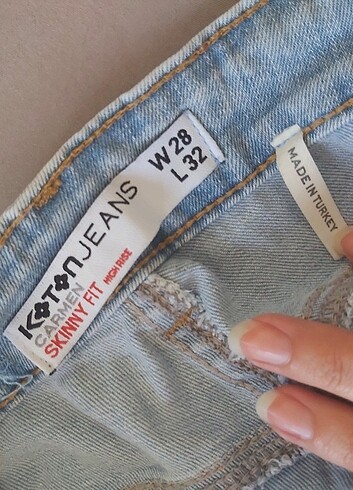 KOTON JEANS
CARMEN
SKINNY FIT HIGH RISE
W 28
L 32
MADE IN TURKEY